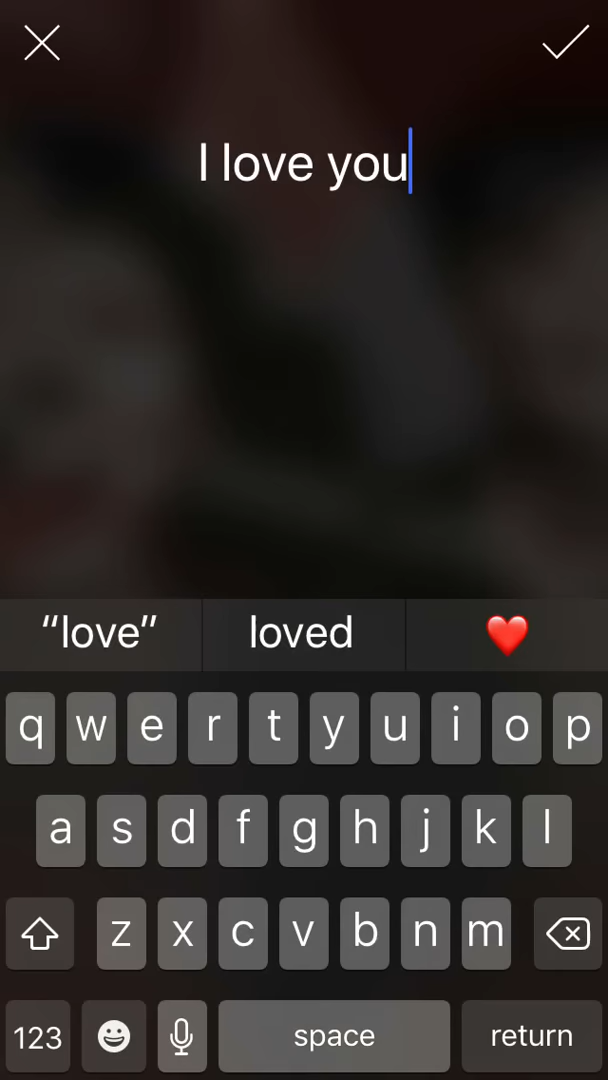 I love you
“love” loved ❤️
q w e r t y u i o p
a s d f g h j k l
z x c v b n m
123 space return